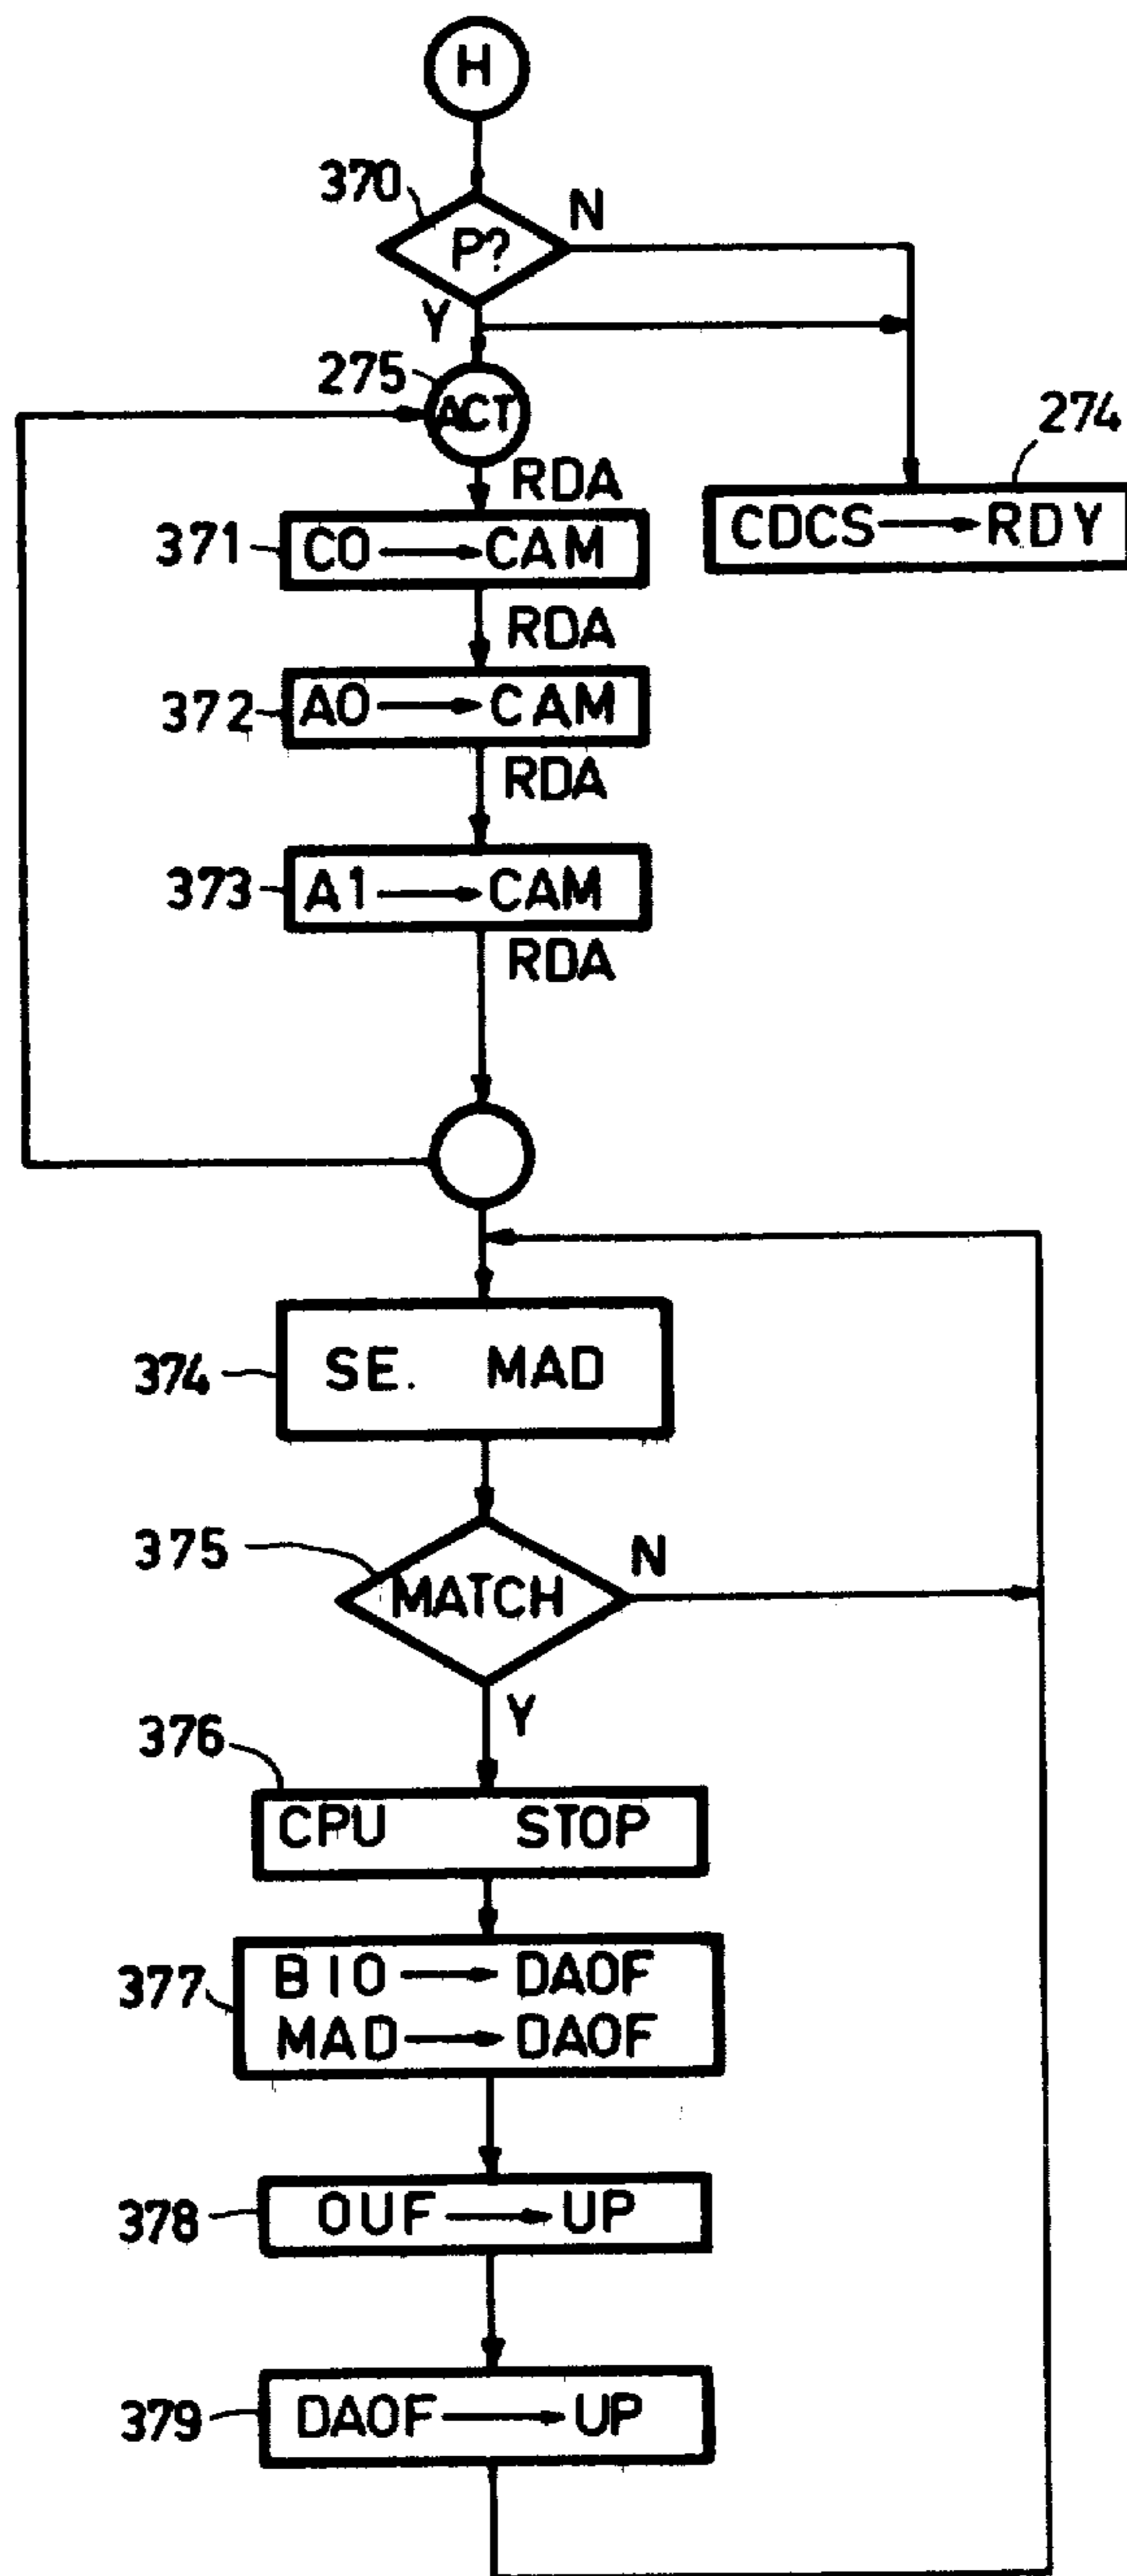 H
370
P?
N
Y
275
ACT
274
RDA
CDCS → RDY
371
CO → CAM
RDA
372
AO → CAM
RDA
373
A1 → CAM
RDA
374
SE. MAD
375
MATCH
N
Y
376
CPU STOP
377
BIO → DAOF
MAD → DAOF
378
OUF → UP
379
DAOF → UP